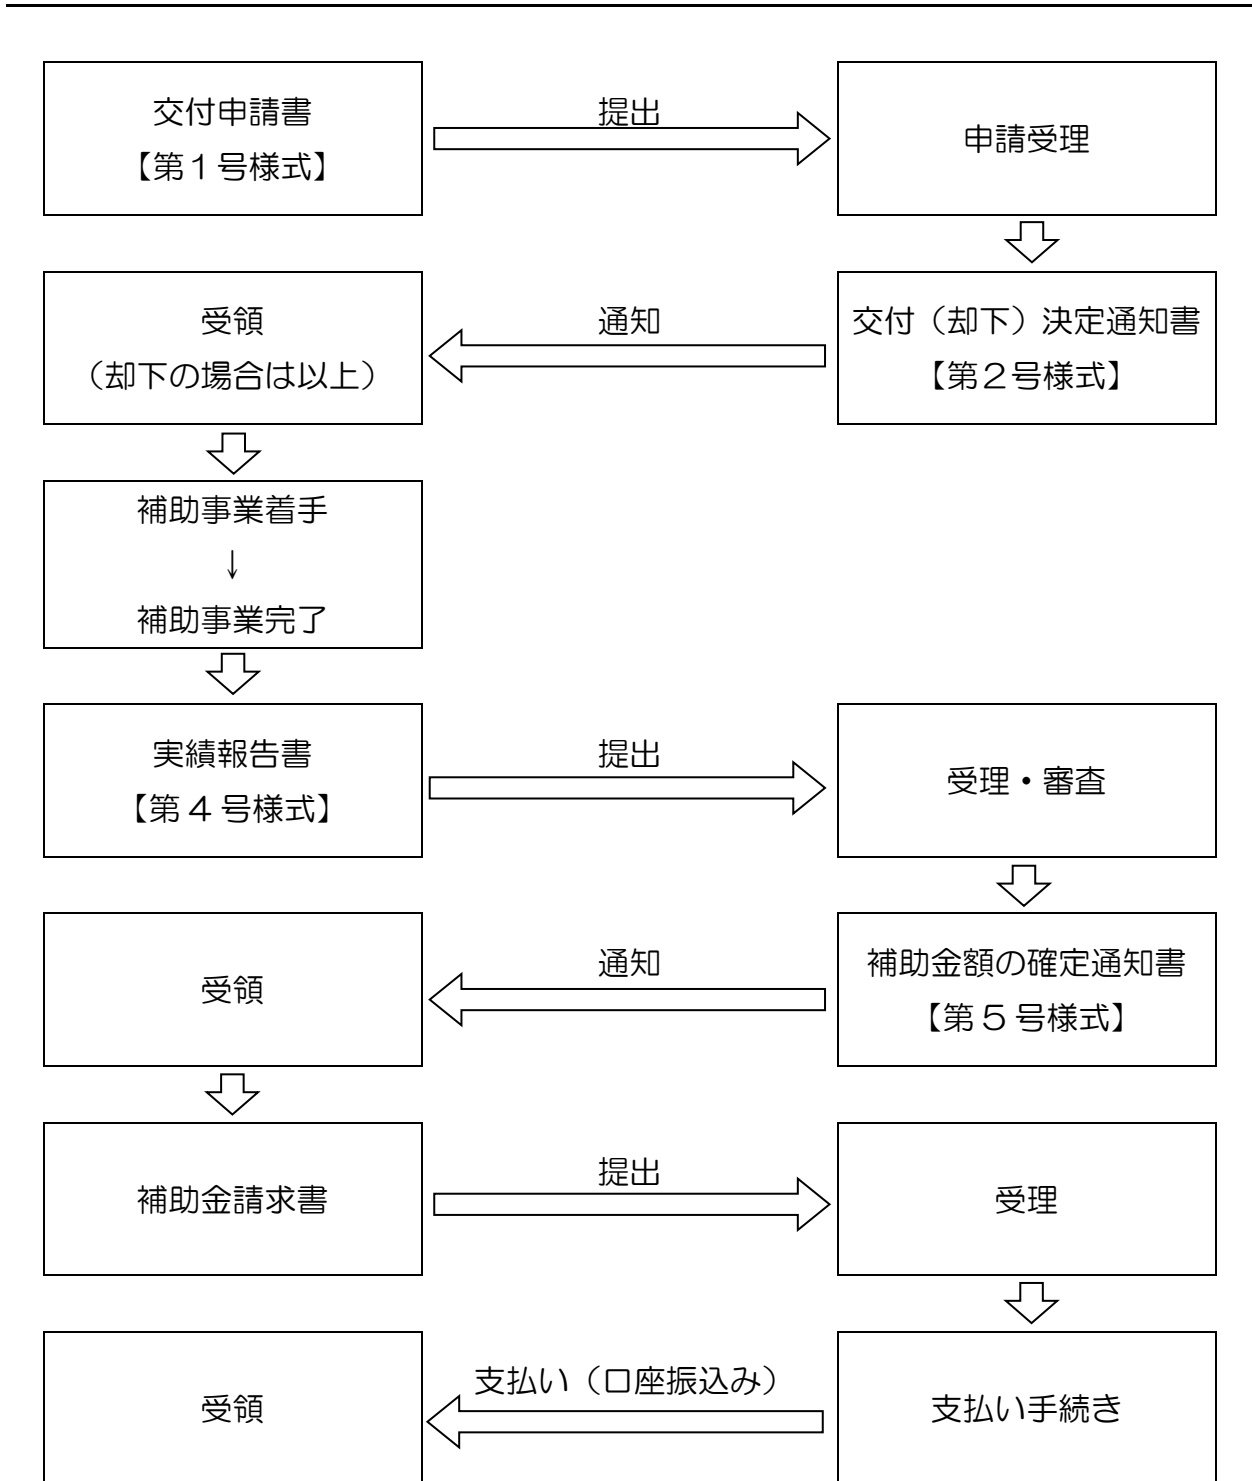 交付申請書
【第１号様式】
提出
申請受理
受領
（却下の場合は以上）
通知
交付（却下）決定通知書
【第２号様式】
補助事業着手
↓
補助事業完了
実績報告書
【第４号様式】
提出
受理・審査
受領
通知
補助金額の確定通知書
【第５号様式】
補助金請求書
提出
受理
受領
支払い（口座振込み）
支払い手続き